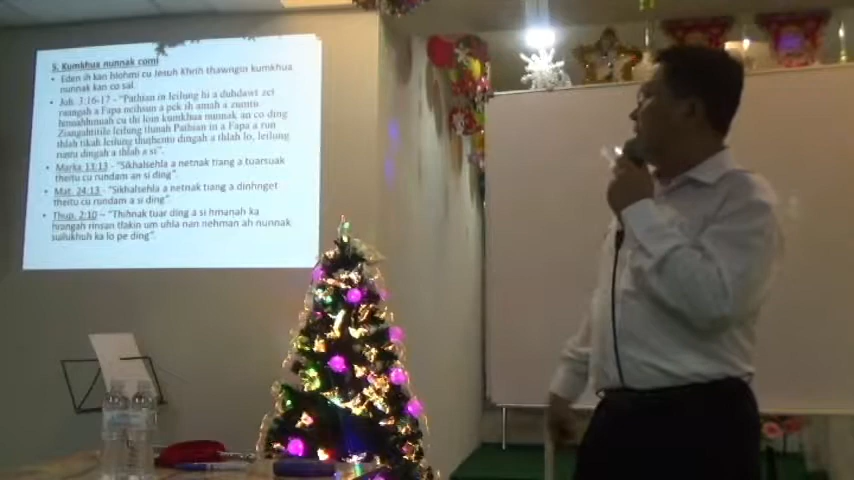 5. Kumkhua nunnak comi
• Eden ih kan hlohmi cu Jesuh Khrih thawngin kumkhua
nunnak kan co sal.
• Joh. 3:16-17 – "Pathian in leilung hi a duhdawt zet
ruangah a Fapa neihsun a pek ih amah a zumtu
hmuahhmuah cu thi loin kumkhua nunnak an co ding.
Ziangahtile leilung thunah Pathian in a Fapa a run
thlah tikah leilung thuthentu dingah a thlah lo, leilung
runtu dingah a thlah si".
• Marka 13:13 – "Sikhalsehla a netnak tiang a tuarsuak
theitu cu rundam an si ding".
• Mat. 24:13 – "Sikhalsehla a netnak tiang a dinhnget
theitu cu rundam a si ding".
• Thup. 2:10 – "Thihnak tuar ding a si hmanah ka
hrangah rinsan tlakin um uhla nan nehman ah nunnak
ka lo pe ding".